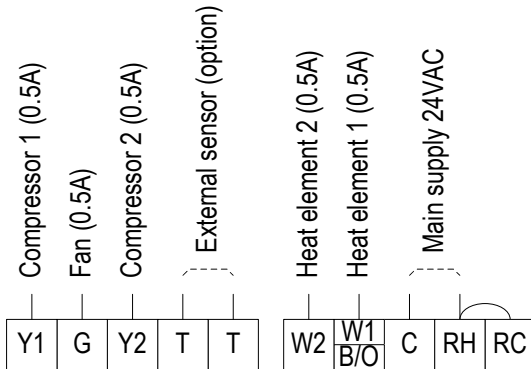 Compressor 1 (0.5A)
Fan (0.5A)
Compressor 2 (0.5A)
External sensor (option)
Heat element 2 (0.5A)
Heat element 1 (0.5A)
Main supply 24VAC
Y1 G Y2 T T W2 W1 B/O C RH RC